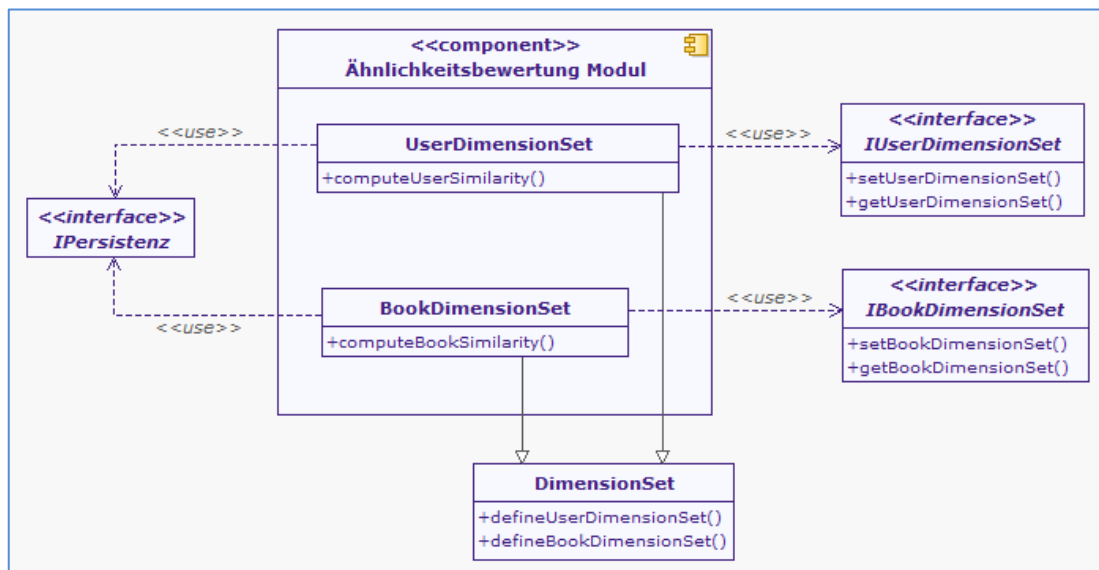 <<component>>
Ähnlichkeitsbewertung Modul
<<use>>
UserDimensionSet
+computeUserSimilarity()
<<use>>
<<interface>>
IUserDimensionSet
+setUserDimensionSet()
+getUserDimensionSet()
<<interface>>
IPersistenz
<<use>>
BookDimensionSet
+computeBookSimilarity()
<<use>>
<<interface>>
IBookDimensionSet
+setBookDimensionSet()
+getBookDimensionSet()
DimensionSet
+defineUserDimensionSet()
+defineBookDimensionSet()